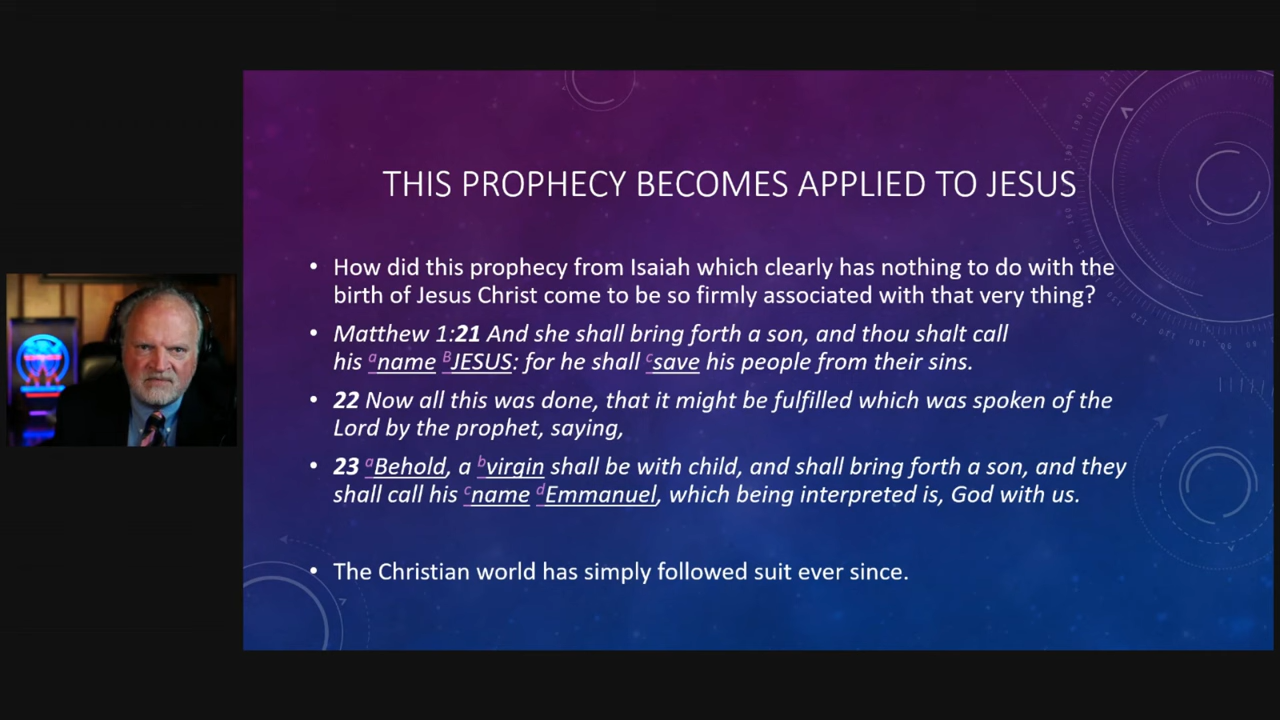 THIS PROPHECY BECOMES APPLIED TO JESUS
• How did this prophecy from Isaiah which clearly has nothing to do with the
birth of Jesus Christ come to be so firmly associated with that very thing?
• Matthew 1:21 And she shall bring forth a son, and thou shalt call
his aname BJESUS: for he shall csave his people from their sins.
• 22 Now all this was done, that it might be fulfilled which was spoken of the
Lord by the prophet, saying,
• 23 aBehold, a bvirgin shall be with child, and shall bring forth a son, and they
shall call his cname dEmmanuel, which being interpreted is, God with us.
• The Christian world has simply followed suit ever since.